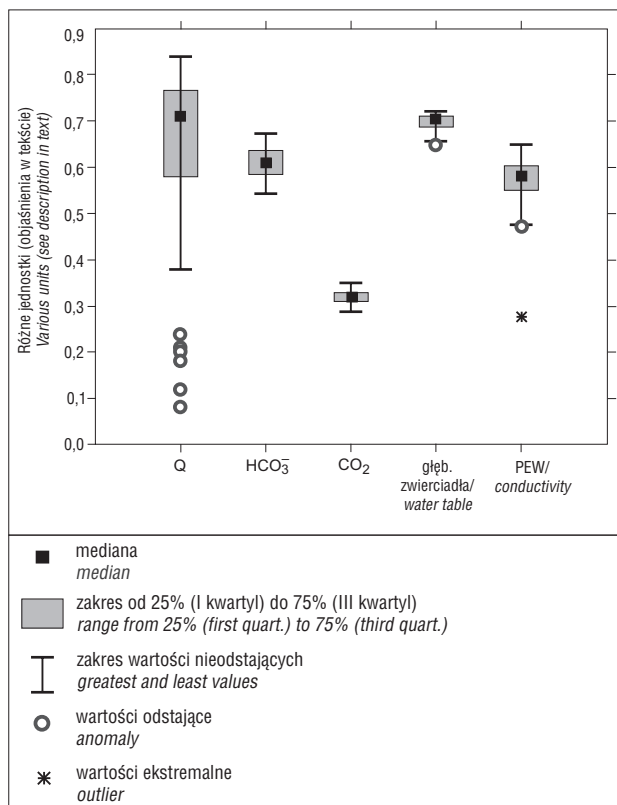 Różne jednostki (objaśnienia w tekście)
Various units (see description in text)
0,9
0,8
0,7
0,6
0,5
0,4
0,3
0,2
0,1
0,0
Q
HCO₃⁻
CO₂
głęb.
zwierciadła/
water table
PEW/
conductivity
mediana
median
zakres od 25% (I kwartyl) do 75% (III kwartyl)
range from 25% (first quart.) to 75% (third quart.)
zakres wartości nieodstających
greatest and least values
wartości odstające
anomaly
wartości ekstremalne
outlier